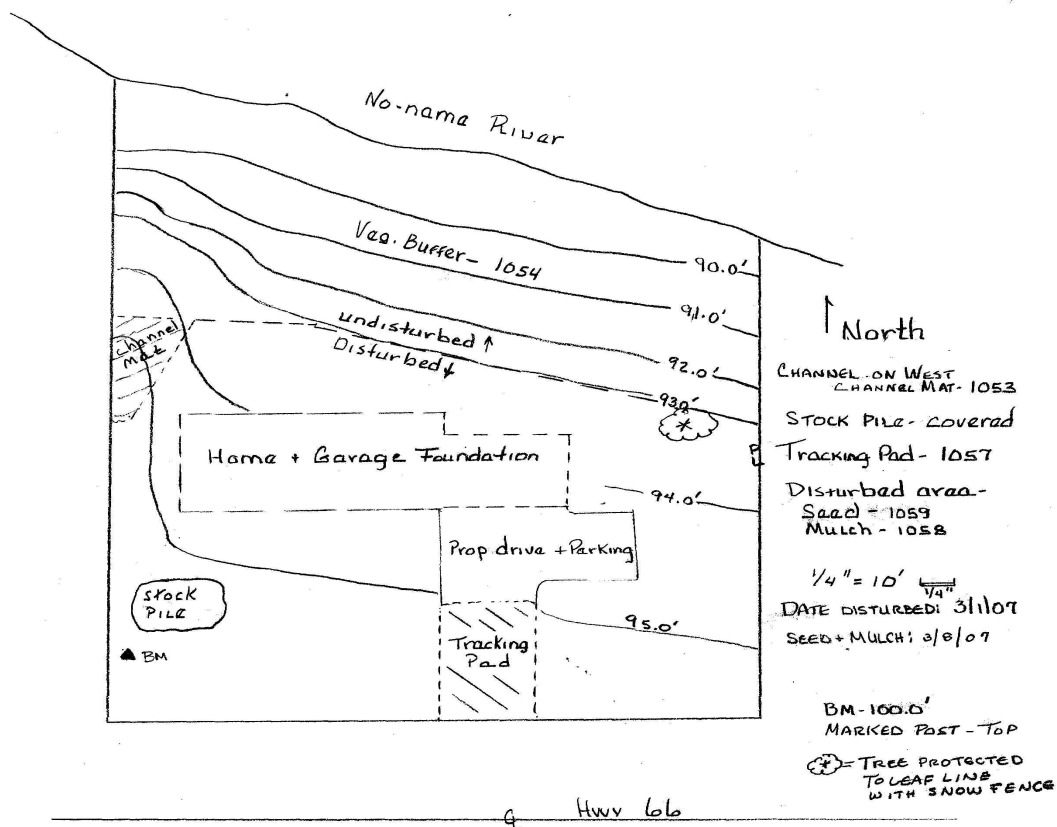 No-name River
90.0'
Veg. Buffer - 1054
91.0'
undisturbed ↑
Disturbed ↓
92.0'
93.0'
channel
mat
North
CHANNEL ON WEST
CHANNEL MAT - 1053
STOCK PILE - covered
Tracking Pad - 1057
Disturbed area -
Seed - 1059
Mulch - 1058
Home + Garage Foundation
94.0'
PL
Prop drive + Parking
1/4" = 10'
1/4"
DATE DISTURBED: 3/1/07
SEED + MULCH: 3/8/07
STOCK
PILE
95.0'
Tracking
Pad
BM
BM - 100.0'
MARKED POST - TOP
= TREE PROTECTED
TO LEAF LINE
WITH SNOW FENCE
Hwy 66